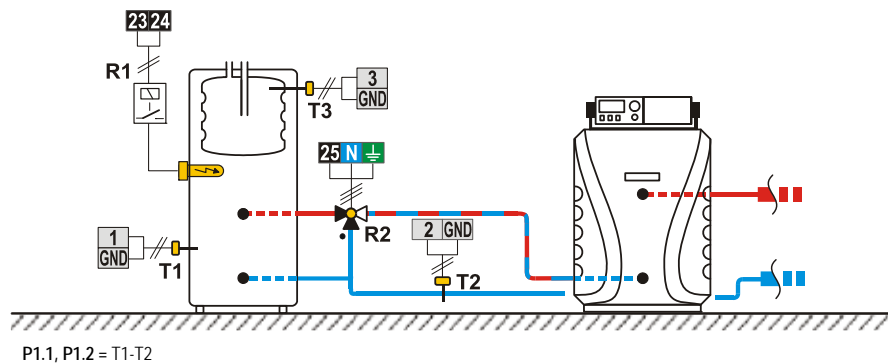 23 24
R1
3
GND
T3
25 N
R2
2 GND
1
GND
T1
T2
P1.1, P1.2 = T1-T2